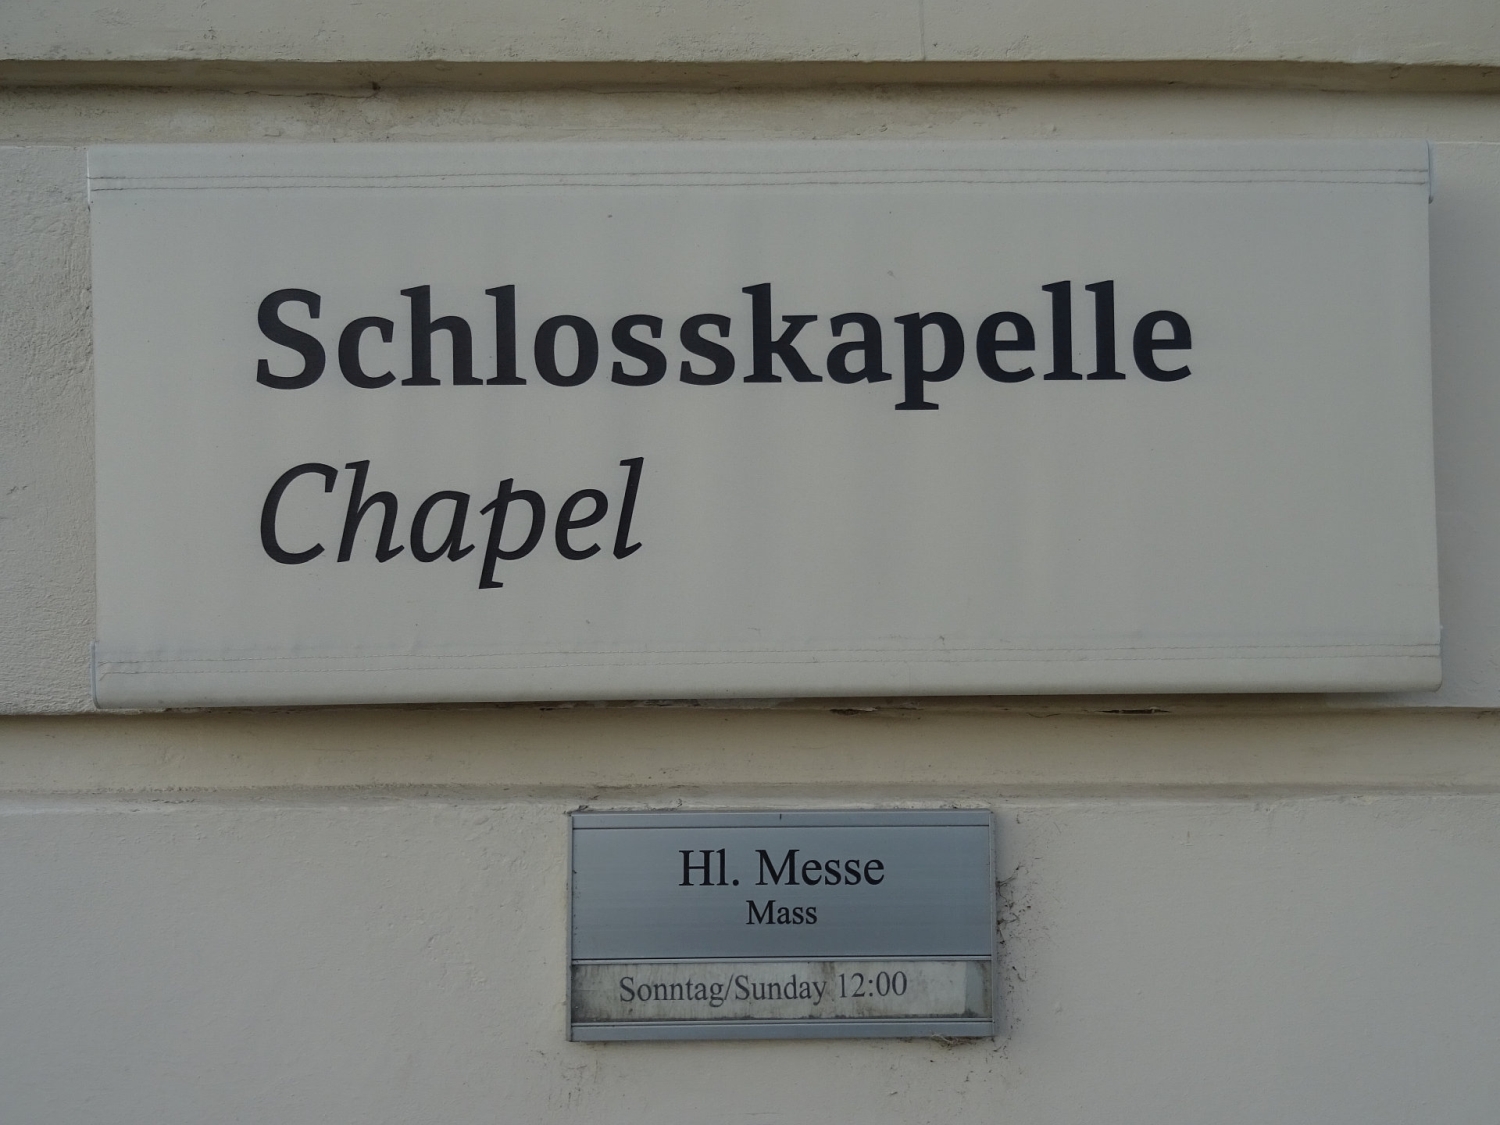 Schlosskapelle
Chapel
Hl. Messe
Mass
Sonntag/Sunday 12:00